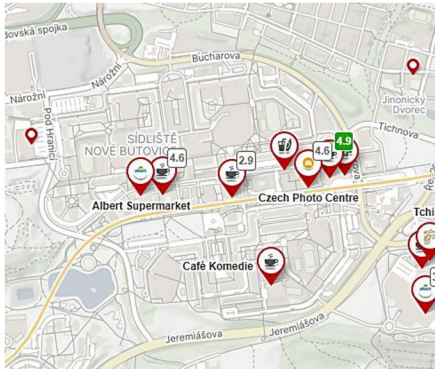 dovská spojka
Bucharova
Nárožní
Nárožní
Pod Hranicí
Jinonický
Dvorec
Tichnova
SÍDLIŠTĚ
NOVÉ BUTOVICE
4.6
2.9
4.6
4.9
Albert Supermarket
Czech Photo Centre
Tchi
Café Komedie
Jeremiášova
Jeremiášova